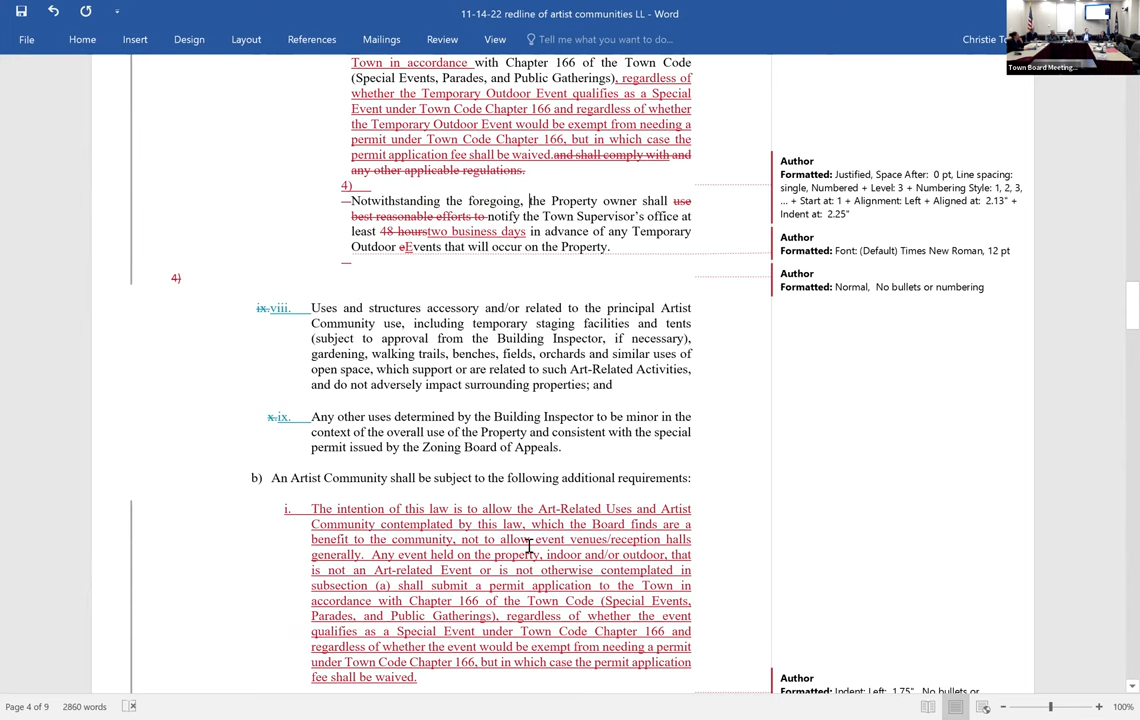 11-14-22 redline of artist communities LL - Word
File Home Insert Design Layout References Mailings Review View Tell me what you want to do... Christie To
Town Board Meeting...
Town in accordance with Chapter 166 of the Town Code
(Special Events, Parades, and Public Gatherings), regardless of
whether the Temporary Outdoor Event qualifies as a Special
Event under Town Code Chapter 166 and regardless of whether
the Temporary Outdoor Event would be exempt from needing a
permit under Town Code Chapter 166, but in which case the
permit application fee shall be waived.and shall comply with and
any other applicable regulations.
4)
Notwithstanding the foregoing, the Property owner shall use
best reasonable efforts to notify the Town Supervisor's office at
least 48 hourstwo business days in advance of any Temporary
Outdoor eEvents that will occur on the Property.
4)
ix.viii. Uses and structures accessory and/or related to the principal Artist
Community use, including temporary staging facilities and tents
(subject to approval from the Building Inspector, if necessary),
gardening, walking trails, benches, fields, orchards and similar uses of
open space, which support or are related to such Art-Related Activities,
and do not adversely impact surrounding properties; and
x.ix. Any other uses determined by the Building Inspector to be minor in the
context of the overall use of the Property and consistent with the special
permit issued by the Zoning Board of Appeals.
b) An Artist Community shall be subject to the following additional requirements:
i. The intention of this law is to allow the Art-Related Uses and Artist
Community contemplated by this law, which the Board finds are a
benefit to the community, not to allow event venues/reception halls
generally. Any event held on the property, indoor and/or outdoor, that
is not an Art-related Event or is not otherwise contemplated in
subsection (a) shall submit a permit application to the Town in
accordance with Chapter 166 of the Town Code (Special Events,
Parades, and Public Gatherings), regardless of whether the event
qualifies as a Special Event under Town Code Chapter 166 and
regardless of whether the event would be exempt from needing a permit
under Town Code Chapter 166, but in which case the permit application
fee shall be waived.
Author
Formatted: Justified, Space After: 0 pt, Line spacing:
single, Numbered + Level: 3 + Numbering Style: 1, 2, 3,
... + Start at: 1 + Alignment: Left + Aligned at: 2.13" +
Indent at: 2.25"
Author
Formatted: Font: (Default) Times New Roman, 12 pt
Author
Formatted: Normal, No bullets or numbering
Author
Formatted: Indent: Left: 1.75", No bullets or
Page 4 of 9 2860 words 100%